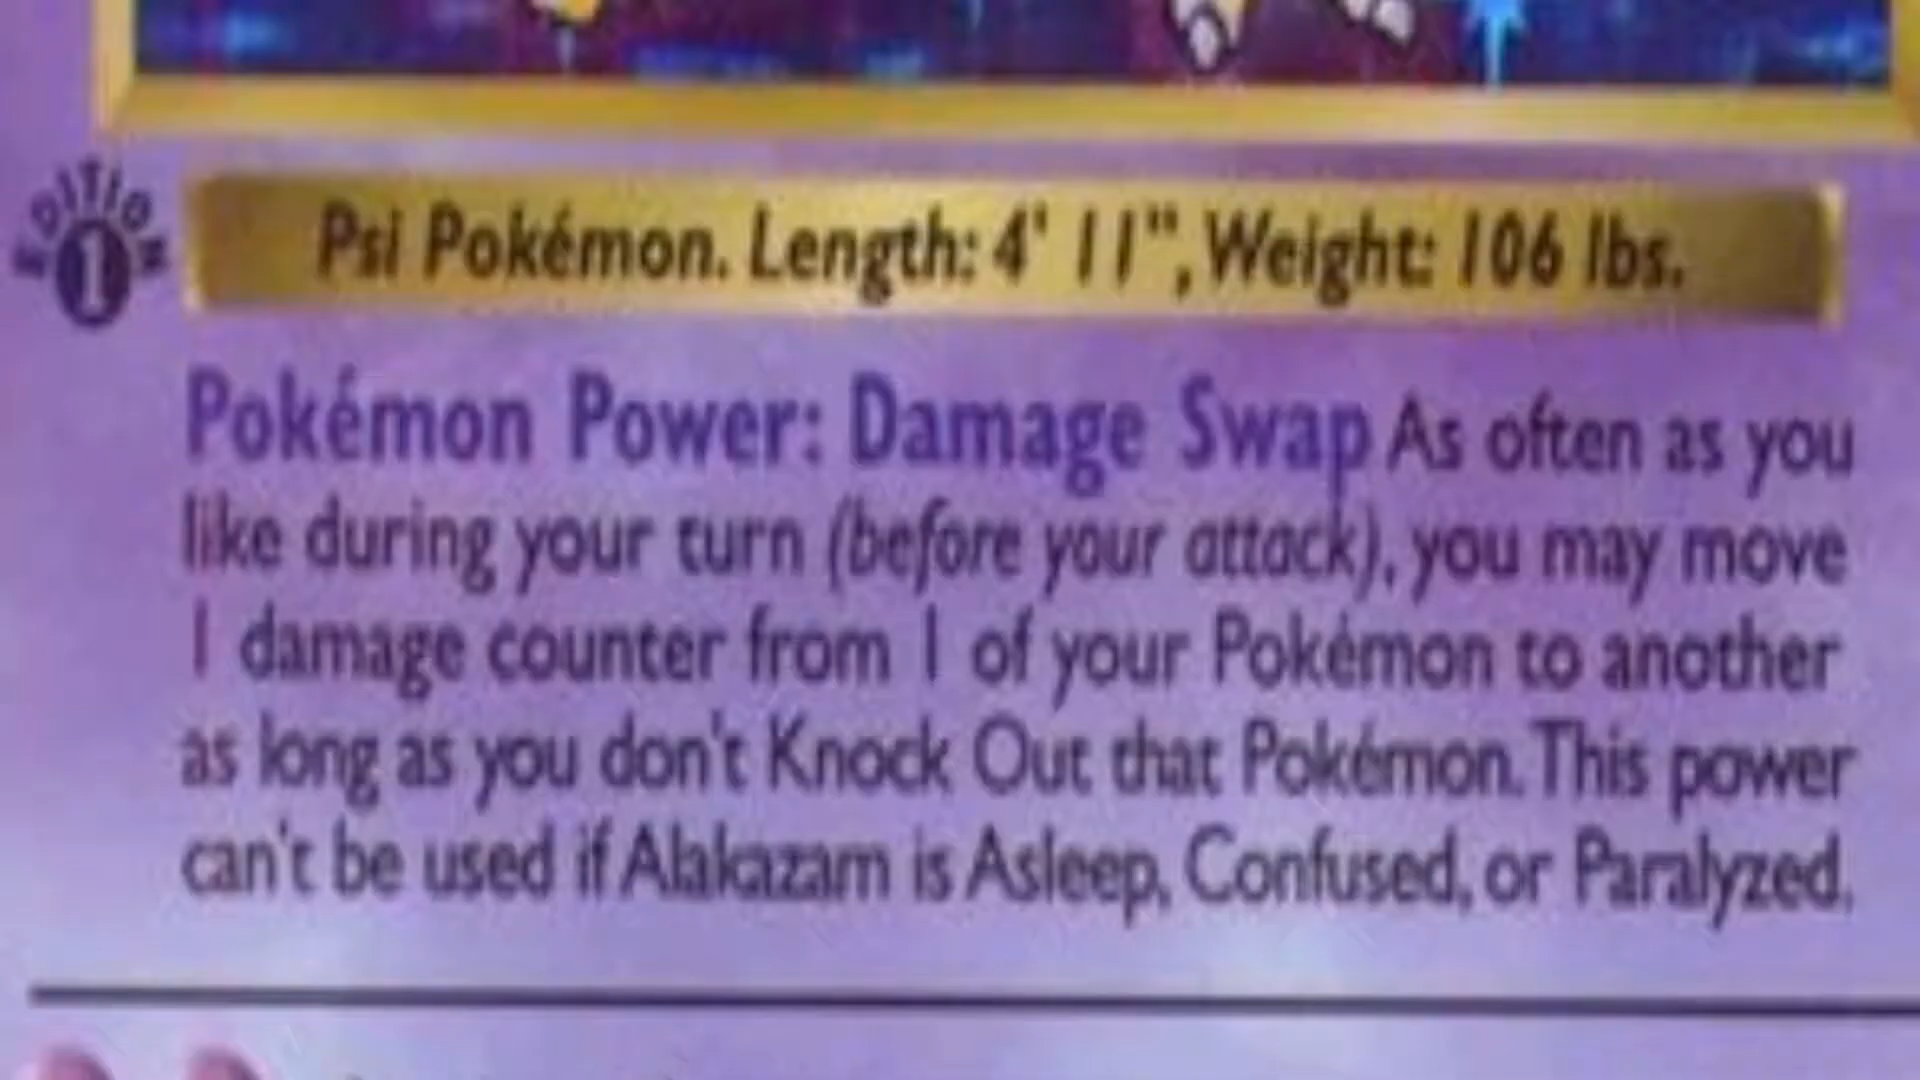 EDITION
1
Psi Pokémon. Length: 4' 11", Weight: 106 lbs.
Pokémon Power: Damage Swap As often as you
like during your turn (before your attack), you may move
1 damage counter from 1 of your Pokémon to another
as long as you don't Knock Out that Pokémon. This power
can't be used if Alakazam is Asleep, Confused, or Paralyzed.